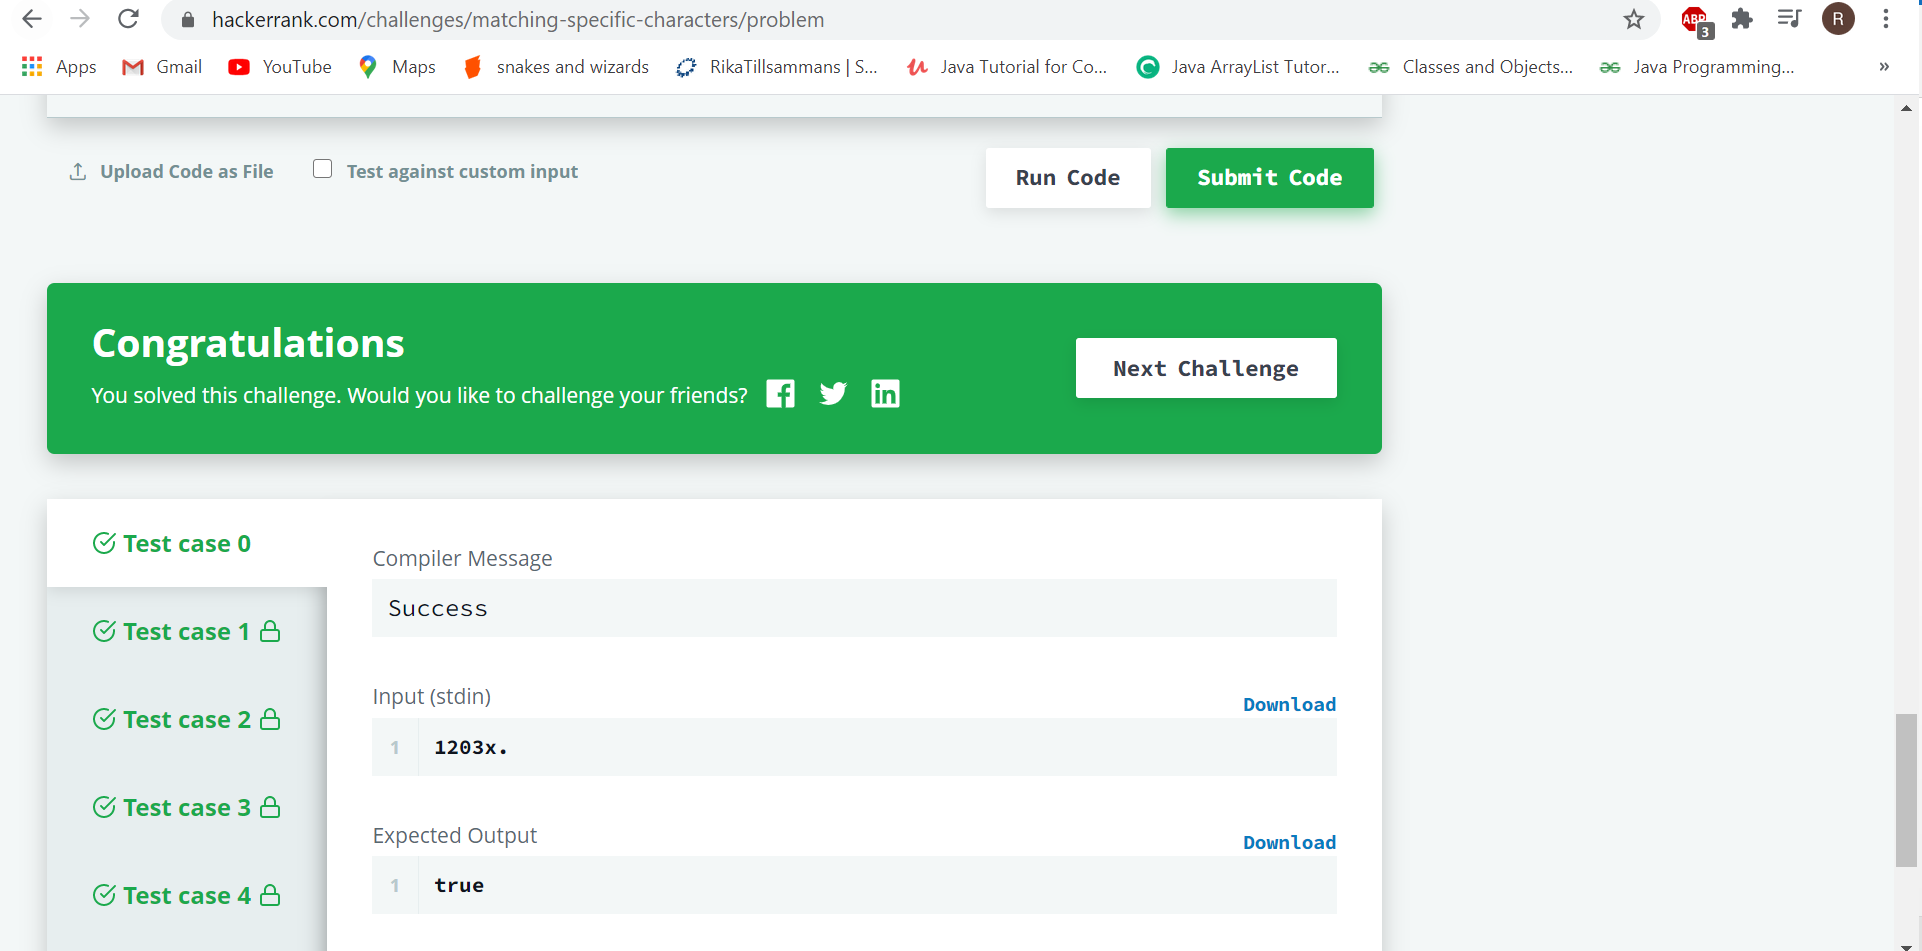 hackerrank.com/challenges/matching-specific-characters/problem
ABP
3
R
Apps
Gmail
YouTube
Maps
snakes and wizards
RikaTillsammans | S...
Java Tutorial for Co...
Java ArrayList Tutor...
Classes and Objects...
Java Programming...
»
Upload Code as File
Test against custom input
Run Code
Submit Code
Congratulations
You solved this challenge. Would you like to challenge your friends?
Next Challenge
Test case 0
Test case 1
Test case 2
Test case 3
Test case 4
Compiler Message
Success
Input (stdin)
Download
1
1203x.
Expected Output
Download
1
true